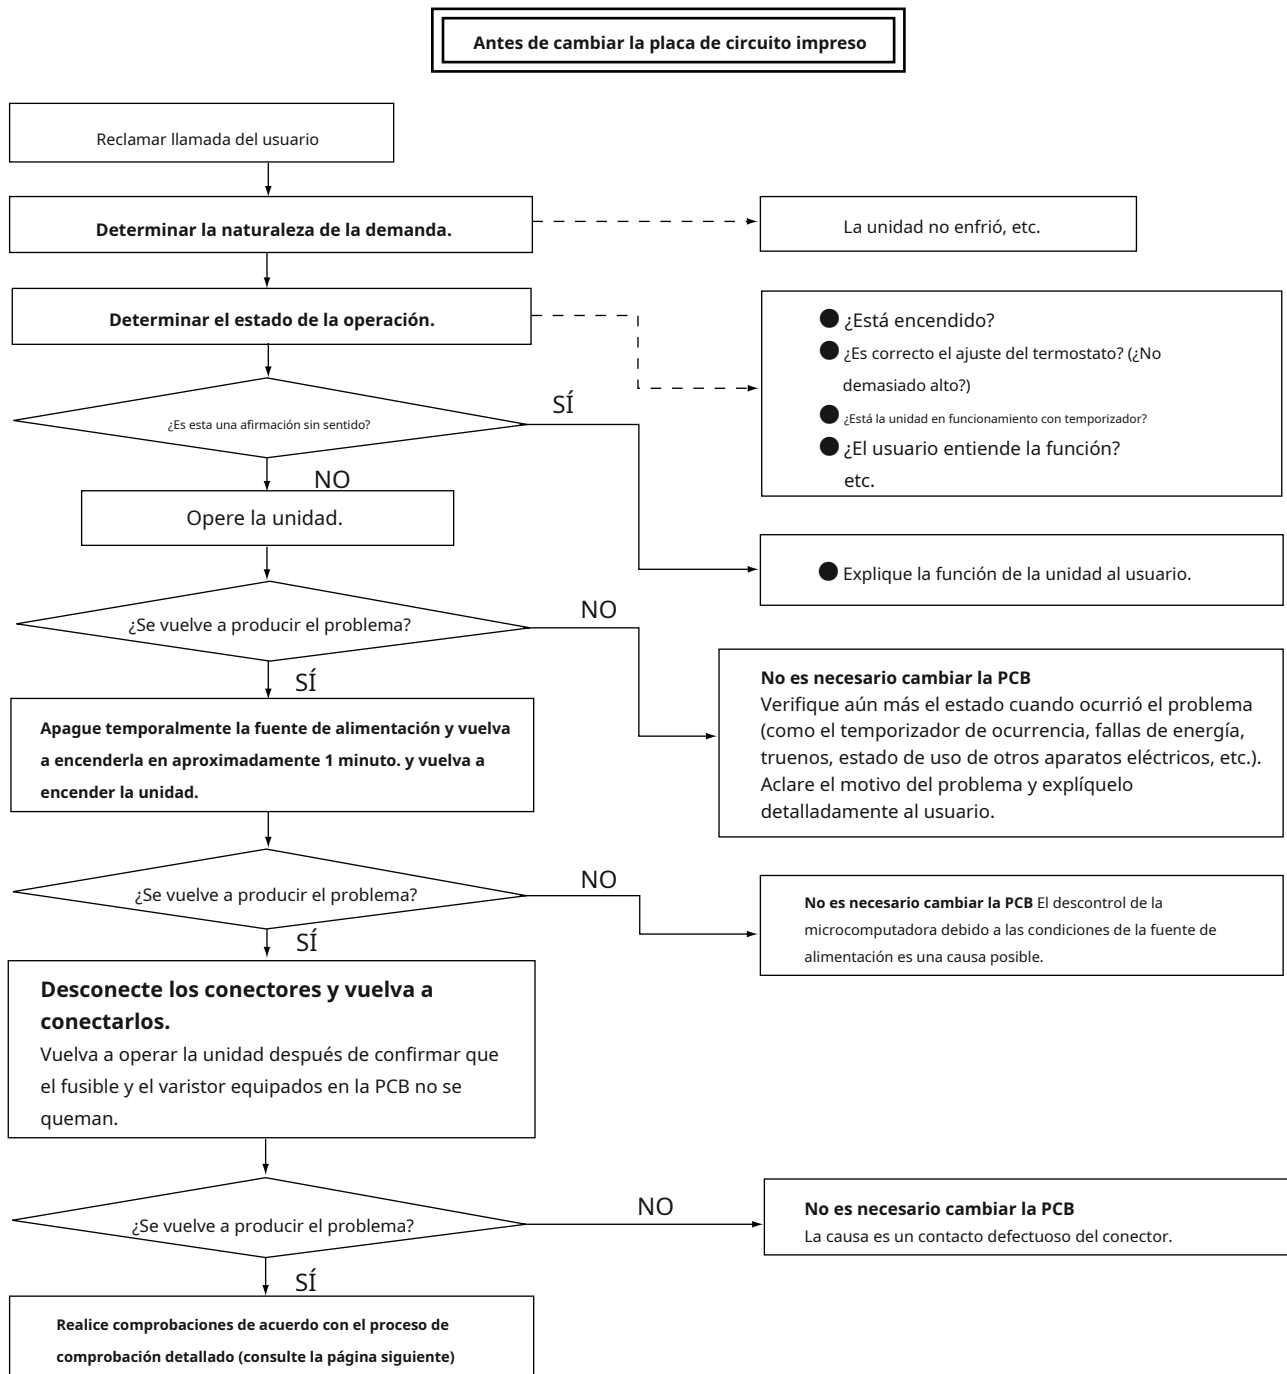 Antes de cambiar la placa de circuito impreso
Reclamar llamada del usuario
Determinar la naturaleza de la demanda.
La unidad no enfrió, etc.
Determinar el estado de la operación.
● ¿Está encendido?
● ¿Es correcto el ajuste del termostato? (¿No
demasiado alto?)
● ¿Está la unidad en funcionamiento con temporizador?
● ¿El usuario entiende la función?
etc.
¿Es esta una afirmación sin sentido?
SÍ
NO
Opere la unidad.
● Explique la función de la unidad al usuario.
¿Se vuelve a producir el problema?
NO
SÍ
No es necesario cambiar la PCB
Verifique aún más el estado cuando ocurrió el problema
(como el temporizador de ocurrencia, fallas de energía,
truenos, estado de uso de otros aparatos eléctricos, etc.).
Aclare el motivo del problema y explíquelo
detalladamente al usuario.
Apague temporalmente la fuente de alimentación y vuelva
a encenderla en aproximadamente 1 minuto. y vuelva a
encender la unidad.
¿Se vuelve a producir el problema?
NO
SÍ
No es necesario cambiar la PCB El descontrol de la
microcomputadora debido a las condiciones de la fuente de
alimentación es una causa posible.
Desconecte los conectores y vuelva a
conectarlos.
Vuelva a operar la unidad después de confirmar que
el fusible y el varistor equipados en la PCB no se
queman.
¿Se vuelve a producir el problema?
NO
SÍ
No es necesario cambiar la PCB
La causa es un contacto defectuoso del conector.
Realice comprobaciones de acuerdo con el proceso de
comprobación detallado (consulte la página siguiente)